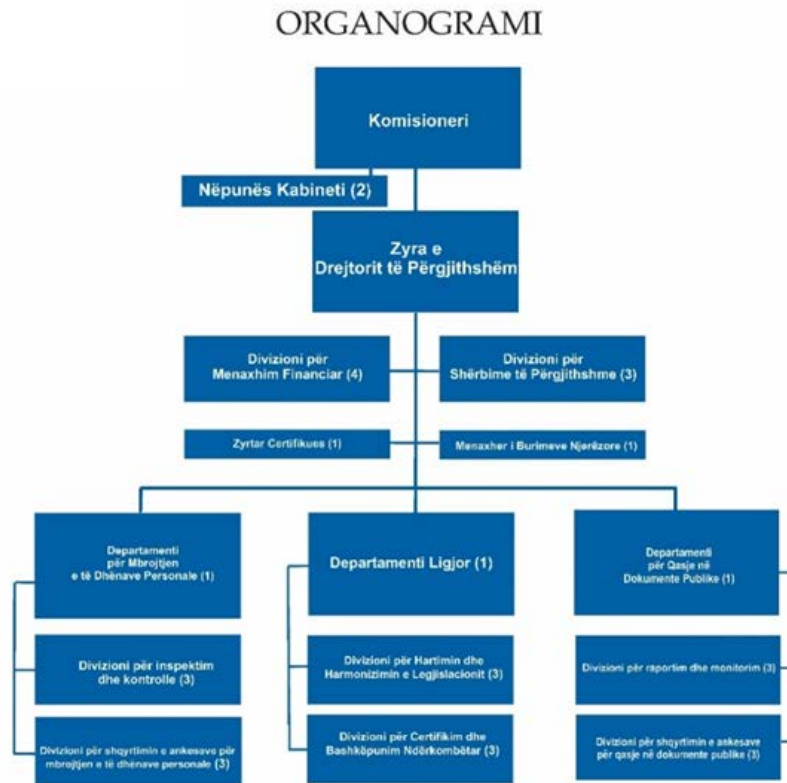 ORGANOGRAMI
Komisioneri
Nëpunës Kabineti (2)
Zyra e
Drejtorit të Përgjithshëm
Divizioni për
Menaxhim Financiar (4)
Divizioni për
Shërbime të Përgjithshme (3)
Zyrtar Certifikues (1)
Menaxher i Burimeve Njerëzore (1)
Departamenti
për Mbrojtjen
e të Dhënave Personale (1)
Departamenti Ligjor (1)
Departamenti
për Qasje në
Dokumente Publike (1)
Divizioni për inspektim
dhe kontrolle (3)
Divizioni për Hartimin dhe
Harmonizimin e Legjislacionit (3)
Divizioni për raportim dhe monitorim (3)
Divizioni për shqyrtimin e ankesave për
mbrojtjen e të dhënave personale (3)
Divizioni për Certifikim dhe
Bashkëpunim Ndërkombëtar (3)
Divizioni për shqyrtimin e ankesave
për qasje në dokumente publike (3)